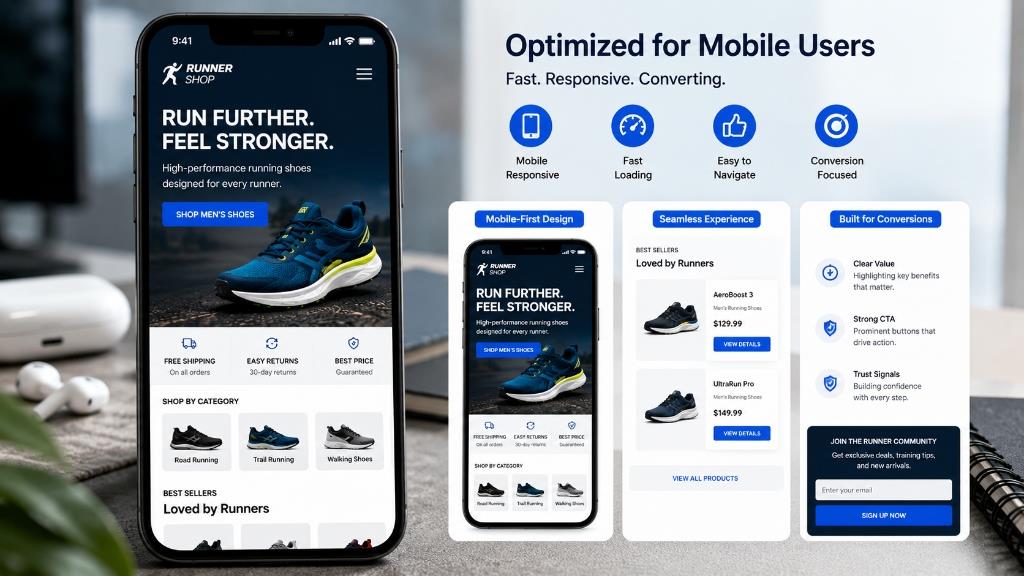 9:41
RUNNER
SHOP
RUN FURTHER.
FEEL STRONGER.
High-performance running shoes
designed for every runner.
SHOP MEN'S SHOES
FREE SHIPPING
On all orders
EASY RETURNS
30-day returns
BEST PRICE
Guaranteed
SHOP BY CATEGORY
Road Running
Trail Running
Walking Shoes
BEST SELLERS
Loved by Runners
Optimized for Mobile Users
Fast. Responsive. Converting.
Mobile
Responsive
Fast
Loading
Easy to
Navigate
Conversion
Focused
Mobile-First Design
9:41
RUNNER
SHOP
RUN FURTHER.
FEEL STRONGER.
High-performance running shoes
designed for every runner.
SHOP MEN'S SHOES
FREE SHIPPING
On all orders
EASY RETURNS
30-day returns
BEST PRICE
Guaranteed
SHOP BY CATEGORY
Road Running
Trail Running
Walking Shoes
Seamless Experience
BEST SELLERS
Loved by Runners
AeroBoost 3
Men's Running Shoes
$129.99
VIEW DETAILS
UltraRun Pro
Men's Running Shoes
$149.99
VIEW DETAILS
VIEW ALL PRODUCTS
Built for Conversions
Clear Value
Highlighting key benefits
that matter.
Strong CTA
Prominent buttons that
drive action.
Trust Signals
Building confidence
with every step.
JOIN THE RUNNER COMMUNITY
Get exclusive deals, training tips,
and new arrivals.
Enter your email
SIGN UP NOW